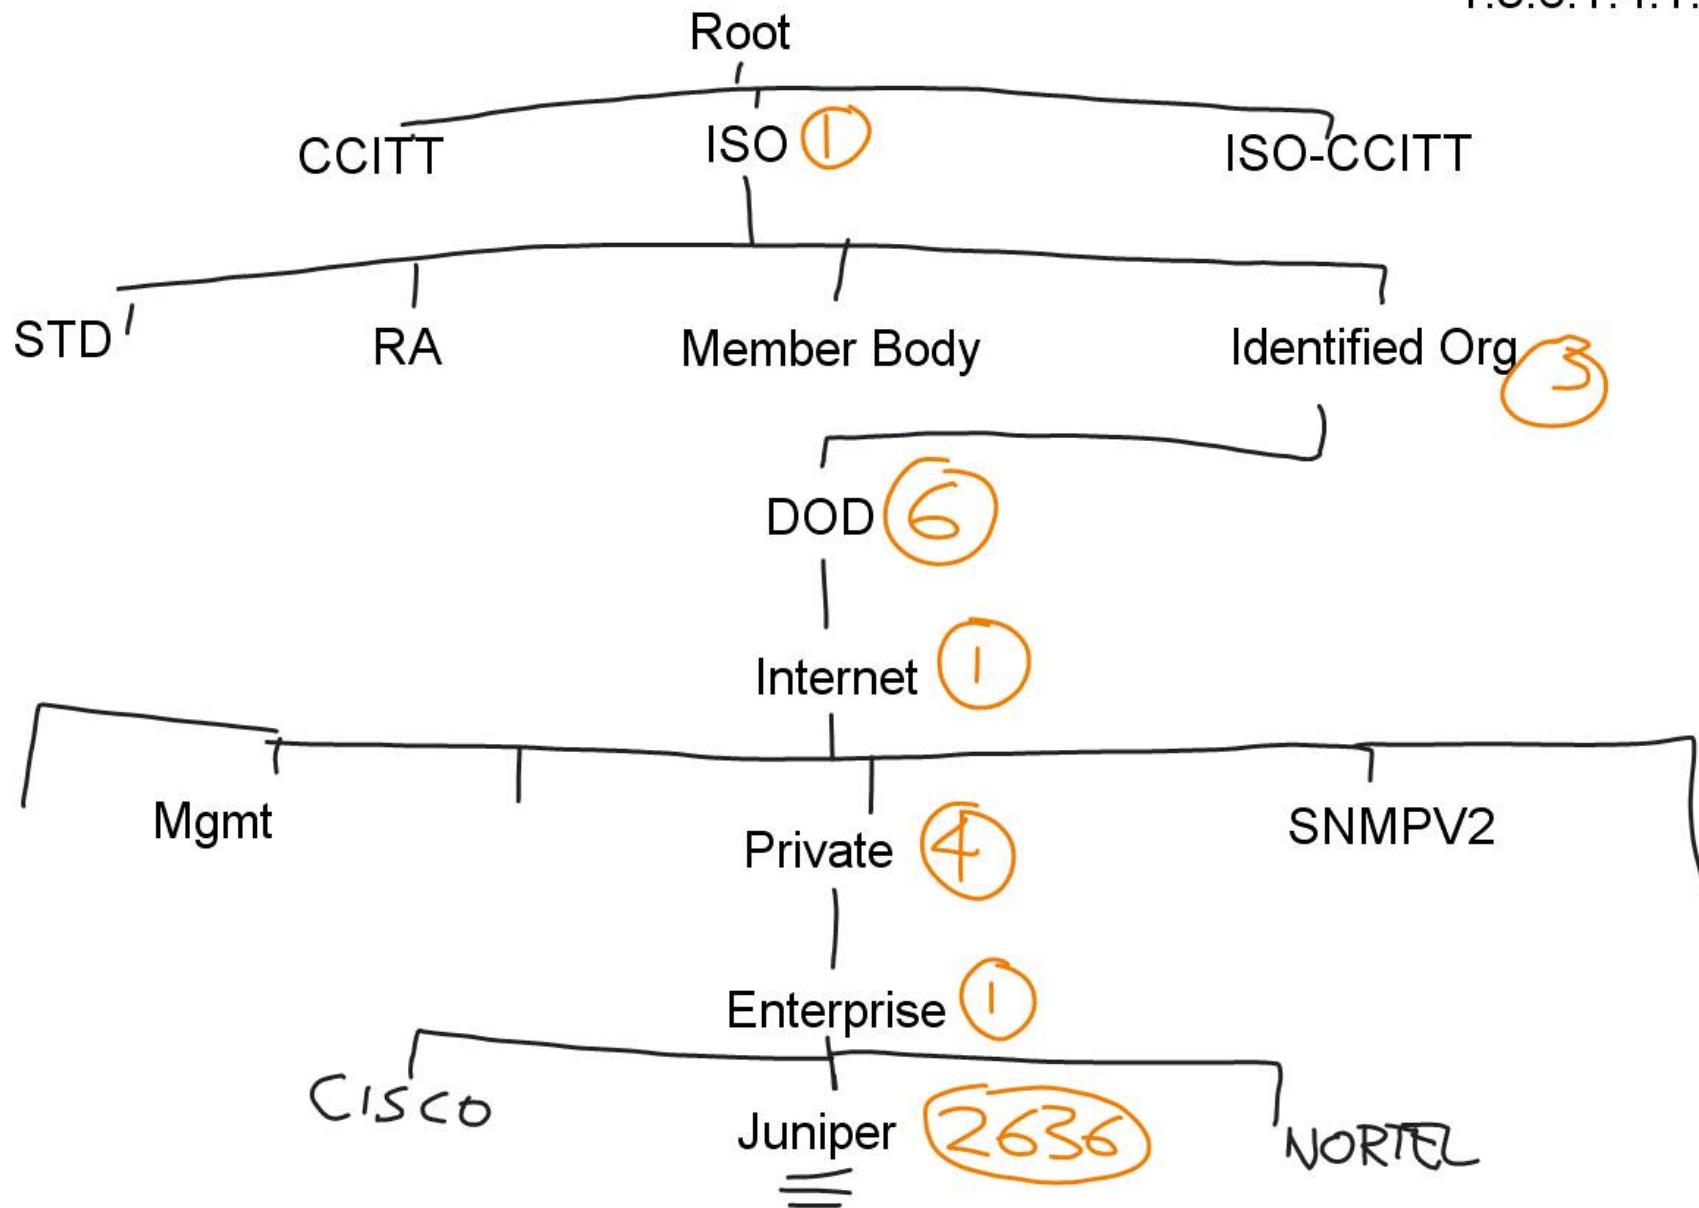 Root
CCITT
ISO 1
ISO-CCITT
STD
RA
Member Body
Identified Org 3
DOD 6
Internet 1
Mgmt
Private 4
SNMPV2
Enterprise 1
CISCO
Juniper 2636
NORTEL